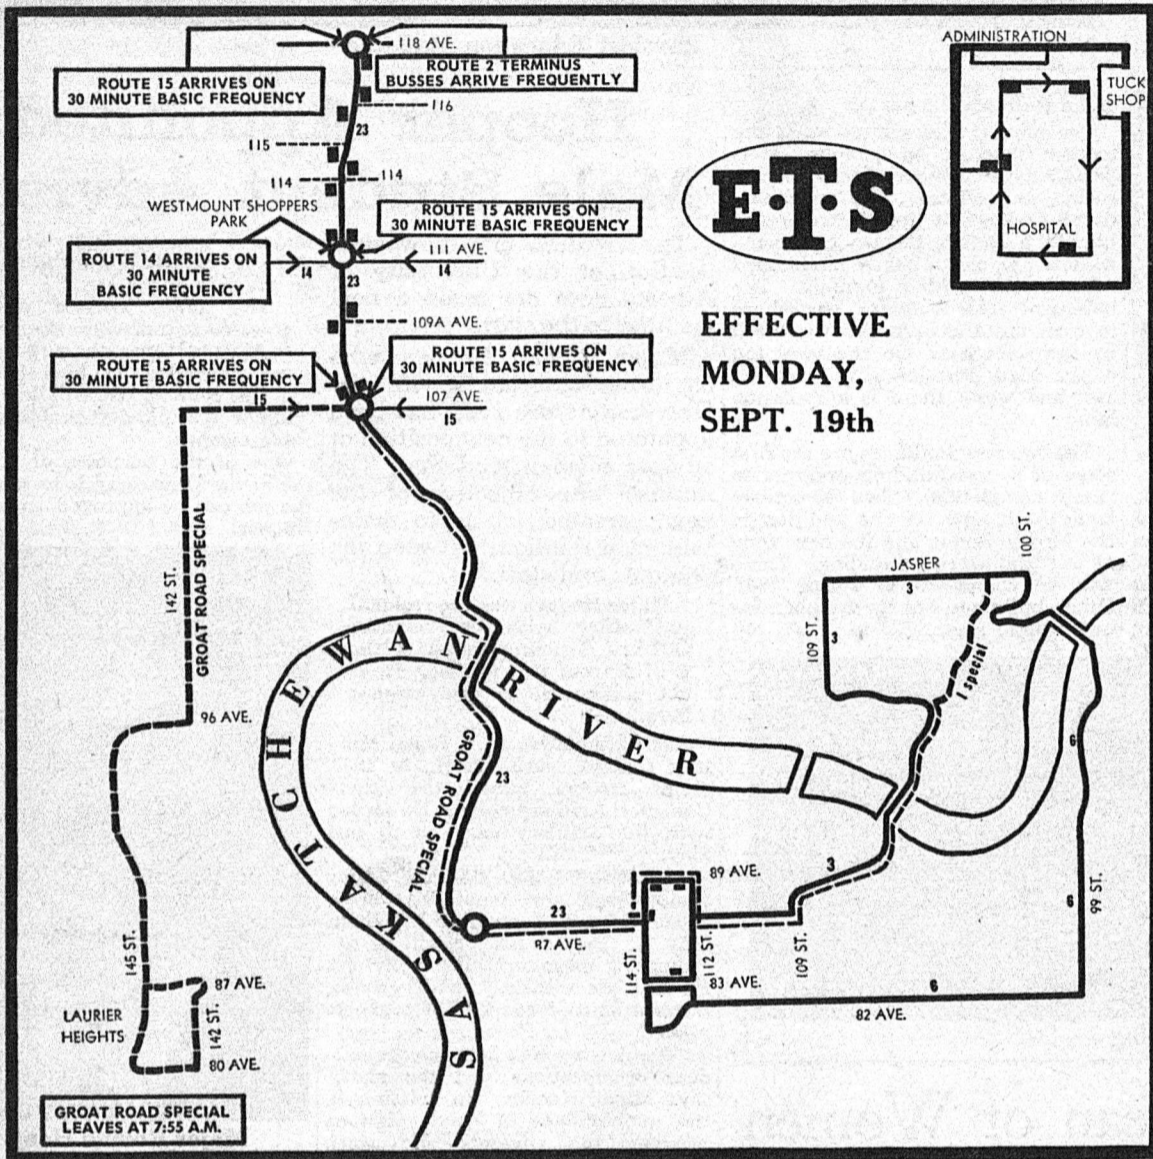 118 AVE.
ROUTE 15 ARRIVES ON
30 MINUTE BASIC FREQUENCY
ROUTE 2 TERMINUS
BUSSES ARRIVE FREQUENTLY
116
23
115
114
114
WESTMOUNT SHOPPERS
PARK
ROUTE 15 ARRIVES ON
30 MINUTE BASIC FREQUENCY
111 AVE.
ROUTE 14 ARRIVES ON
30 MINUTE
BASIC FREQUENCY
14
14
23
109A AVE.
ROUTE 15 ARRIVES ON
30 MINUTE BASIC FREQUENCY
ROUTE 15 ARRIVES ON
30 MINUTE BASIC FREQUENCY
107 AVE.
15
15
ADMINISTRATION
TUCK
SHOP
HOSPITAL
E·T·S
EFFECTIVE
MONDAY,
SEPT. 19th
142 ST.
GROAT ROAD SPECIAL
96 AVE.
SASKATCHEWAN RIVER
GROAT ROAD SPECIAL
23
JASPER
3
100 ST.
109 ST.
3
1 special
6
3
6
99 ST.
89 AVE.
23
87 AVE.
114 ST.
112 ST.
109 ST.
83 AVE.
6
82 AVE.
145 ST.
87 AVE.
142 ST.
LAURIER
HEIGHTS
80 AVE.
GROAT ROAD SPECIAL
LEAVES AT 7:55 A.M.